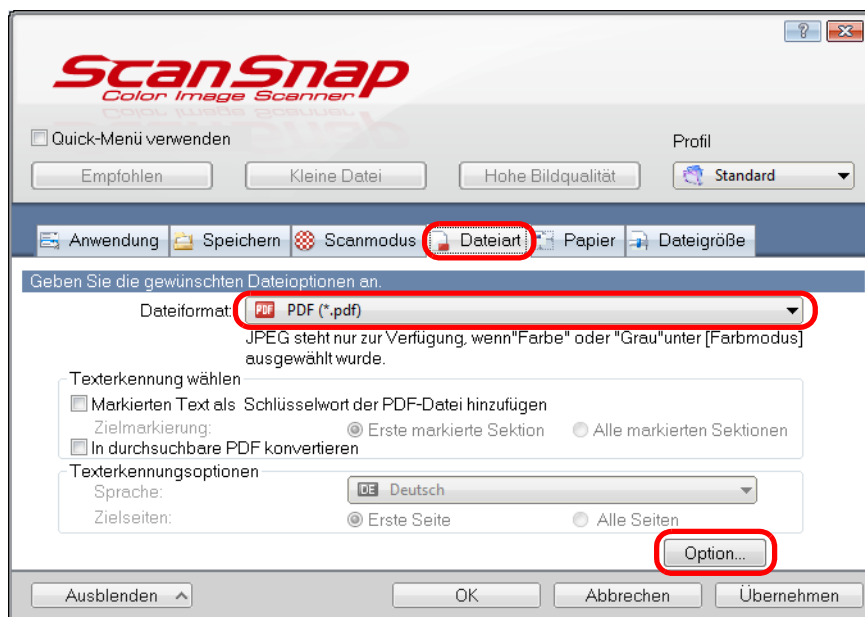 ScanSnap
Color Image Scanner
Quick-Menü verwenden
Profil
Empfohlen Kleine Datei Hohe Bildqualität Standard
Anwendung Speichern Scanmodus Dateiart Papier Dateigröße
Geben Sie die gewünschten Dateioptionen an.
Dateiformat: PDF PDF (*.pdf)
JPEG steht nur zur Verfügung, wenn"Farbe" oder "Grau"unter [Farbmodus]
ausgewählt wurde.
Texterkennung wählen
Markierten Text als Schlüsselwort der PDF-Datei hinzufügen
Zielmarkierung: Erste markierte Sektion Alle markierten Sektionen
In durchsuchbare PDF konvertieren
Texterkennungsoptionen
Sprache: DE Deutsch
Zielseiten: Erste Seite Alle Seiten
Option...
Ausblenden OK Abbrechen Übernehmen